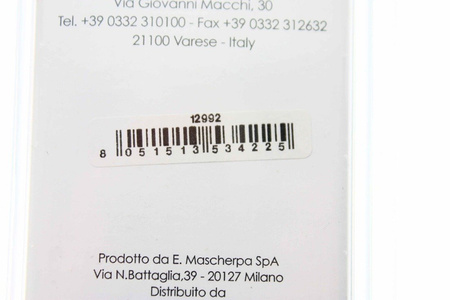 Via Giovanni Macchi, 30
Tel. +39 0332 310100 - Fax +39 0332 312632
21100 Varese - Italy
12992
8 051513 534225
Prodotto da E. Mascherpa SpA
Via N.Battaglia,39 - 20127 Milano
Distribuito da